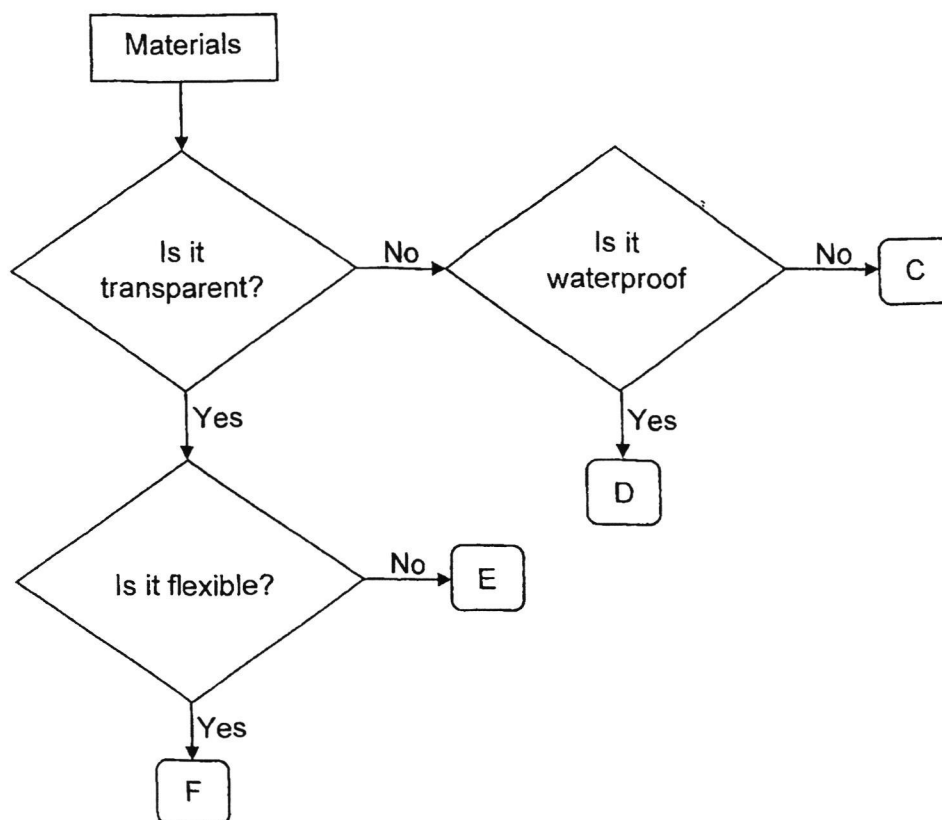 Materials
Is it
transparent?
No
Is it
waterproof
No
C
Yes
Yes
D
Is it flexible?
No
E
Yes
F